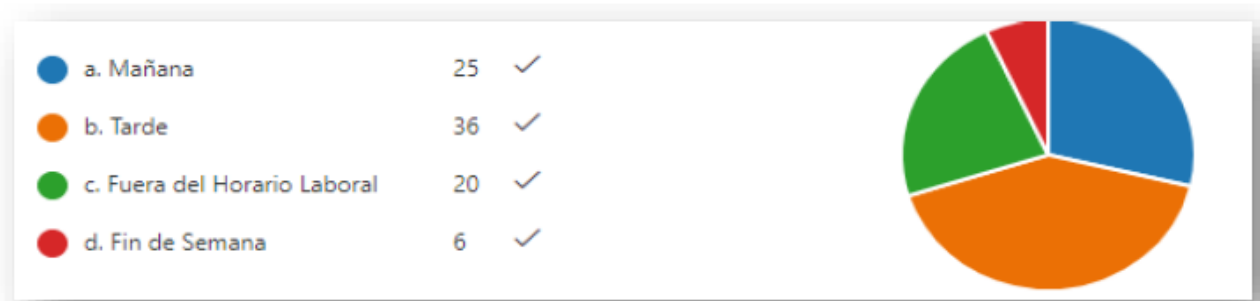 a. Mañana 25
b. Tarde 36
c. Fuera del Horario Laboral 20
d. Fin de Semana 6